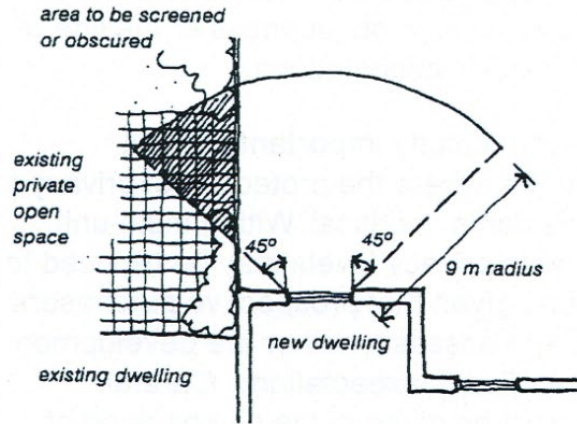 area to be screened
or obscured
existing
private
open
space
45°
45°
9 m radius
new dwelling
existing dwelling